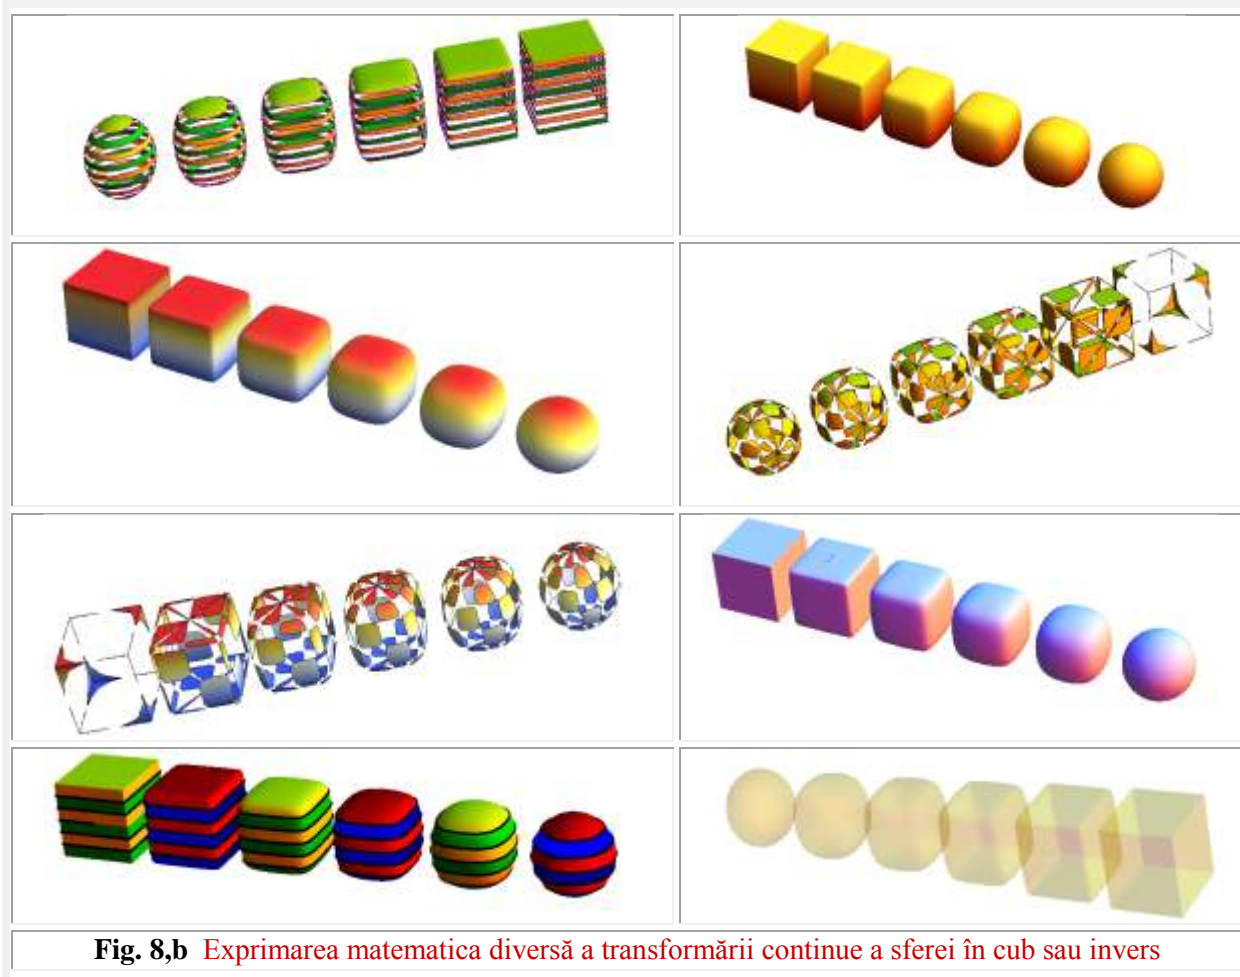 Fig. 8,b Exprimarea matematica diversă a transformării continue a sferei în cub sau invers